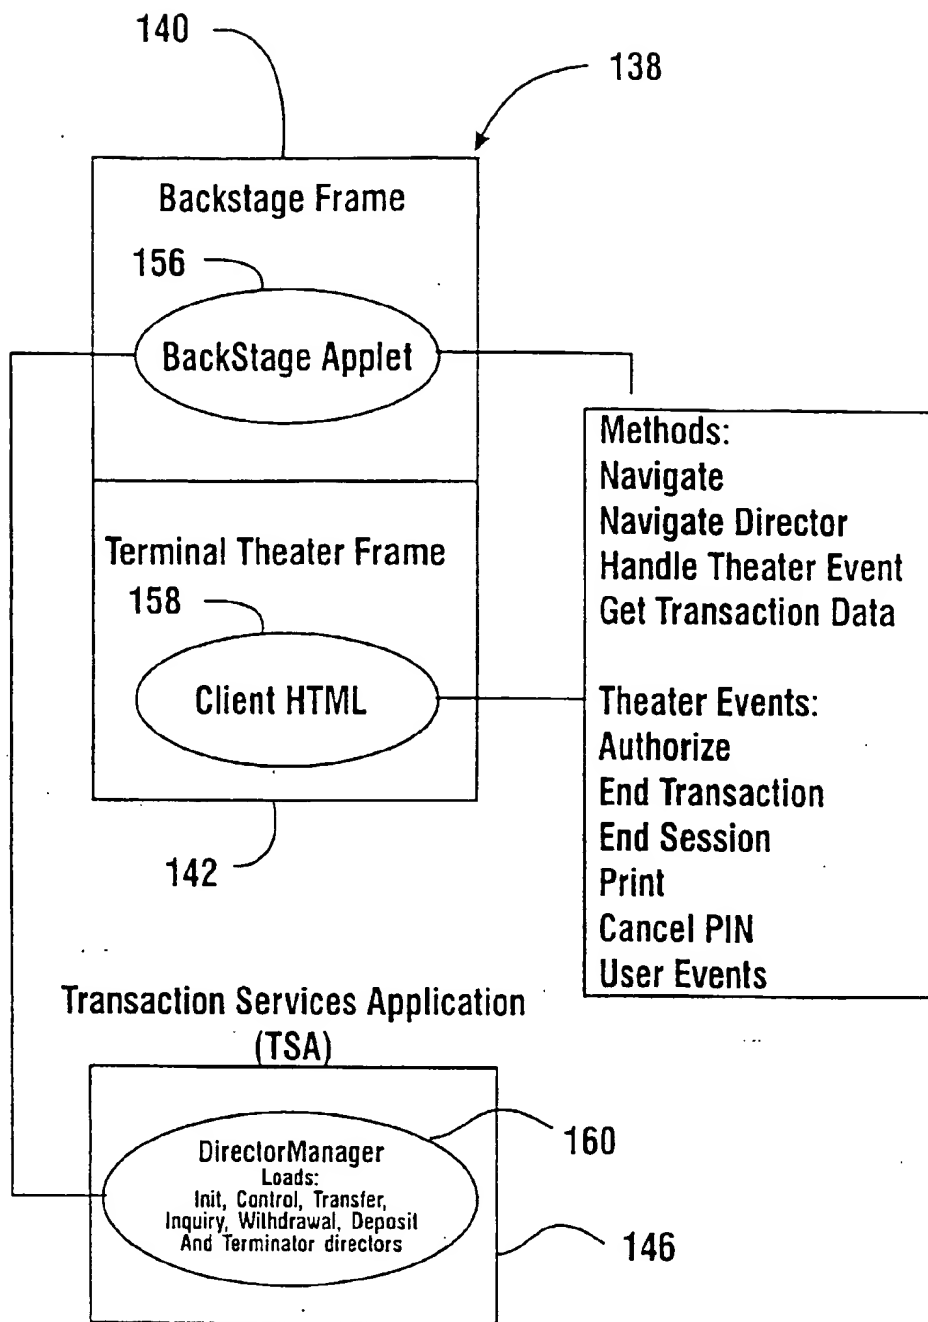 140
138
Backstage Frame
156
BackStage Applet
Methods:
Navigate
Navigate Director
Handle Theater Event
Get Transaction Data
Theater Events:
Authorize
End Transaction
End Session
Print
Cancel PIN
User Events
Terminal Theater Frame
158
Client HTML
142
Transaction Services Application
(TSA)
DirectorManager
Loads:
Init, Control, Transfer,
Inquiry, Wilhdrawal, Deposit
And Terminator directors
160
146